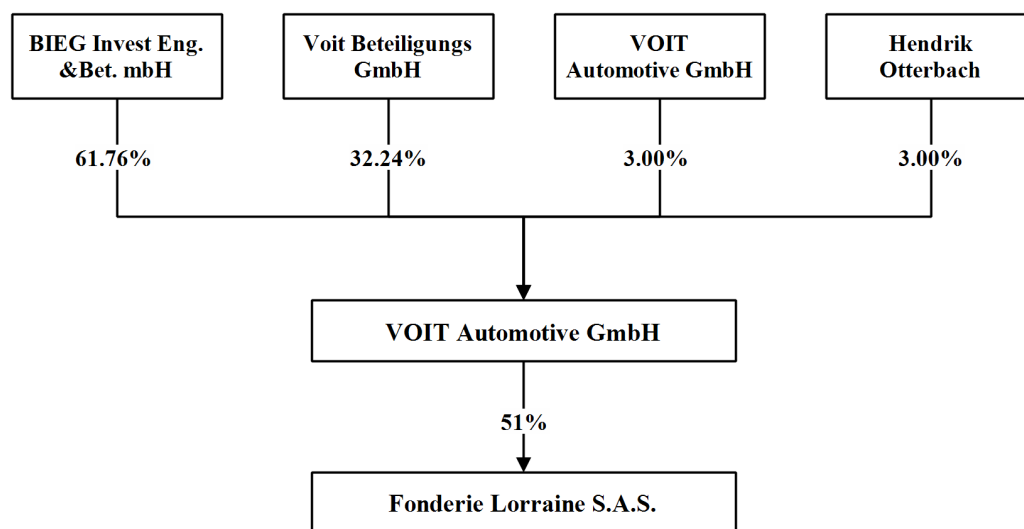 BIEG Invest Eng.
&Bet. mbH
Voit Beteiligungs
GmbH
VOIT
Automotive GmbH
Hendrik
Otterbach
61.76%
32.24%
3.00%
3.00%
VOIT Automotive GmbH
51%
Fonderie Lorraine S.A.S.